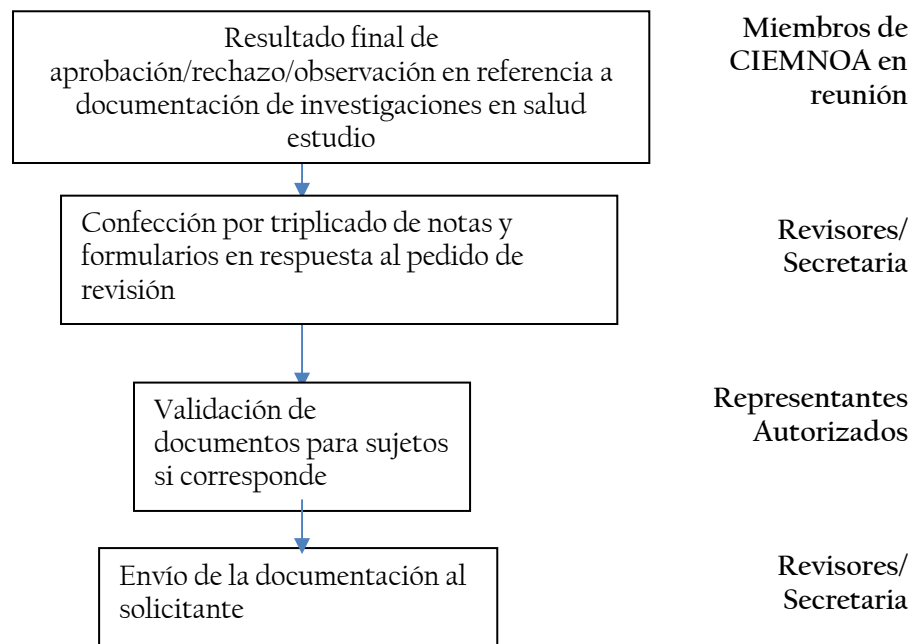 Resultado final de
aprobación/rechazo/observación en referencia a
documentación de investigaciones en salud
estudio
Miembros de
CIEMNOA en
reunión
Confección por triplicado de notas y
formularios en respuesta al pedido de
revisión
Revisores/
Secretaria
Validación de
documentos para sujetos
si corresponde
Representantes
Autorizados
Envío de la documentación al
solicitante
Revisores/
Secretaria